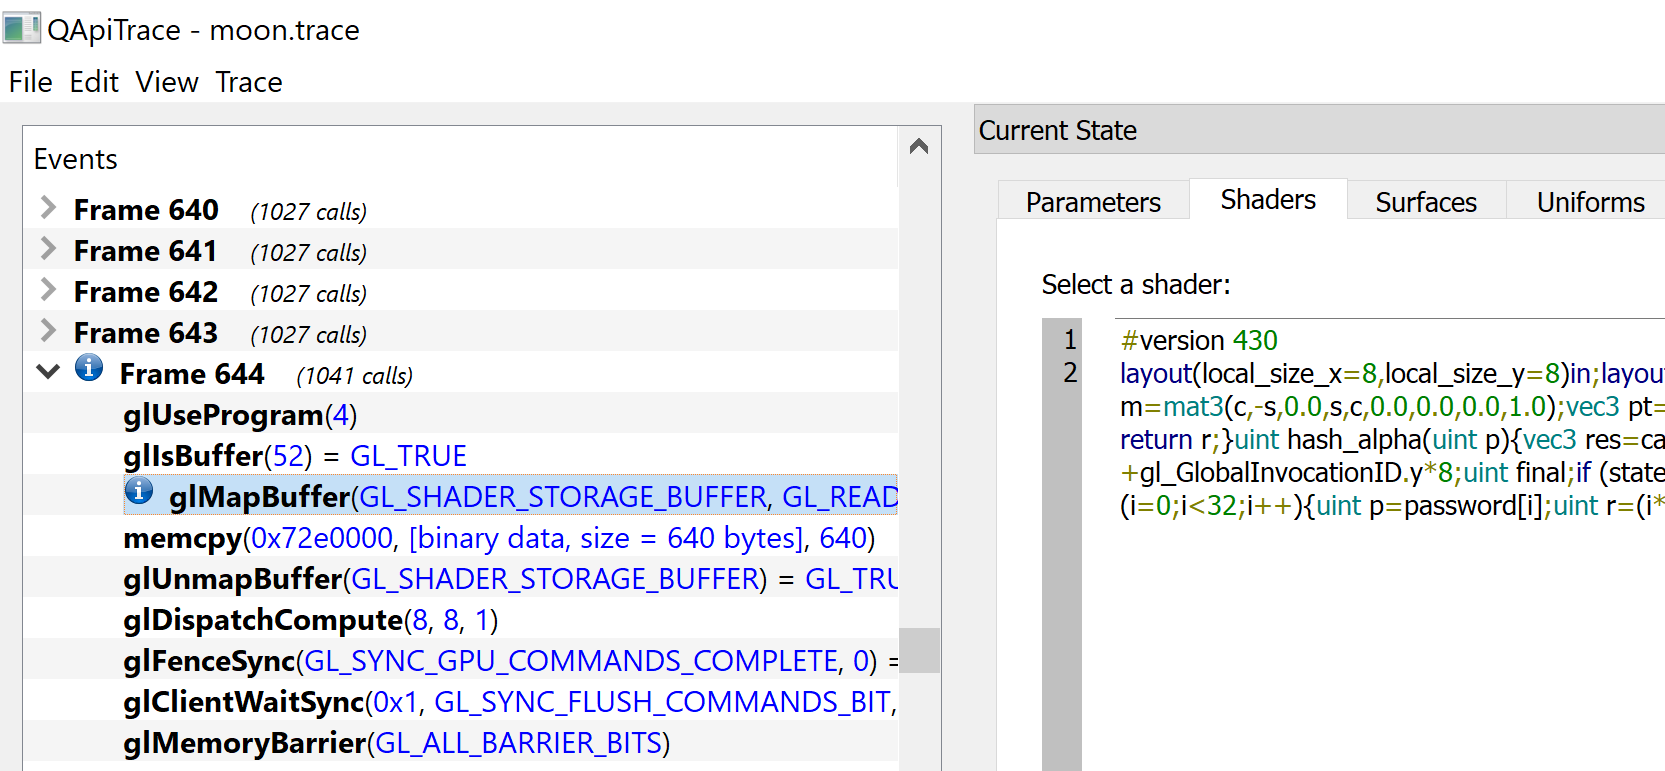 QApiTrace - moon.trace
File Edit View Trace
Events
Frame 640 (1027 calls)
Frame 641 (1027 calls)
Frame 642 (1027 calls)
Frame 643 (1027 calls)
Frame 644 (1041 calls)
glUseProgram(4)
glIsBuffer(52) = GL_TRUE
glMapBuffer(GL_SHADER_STORAGE_BUFFER, GL_READ
memcpy(0x72e0000, [binary data, size = 640 bytes], 640)
glUnmapBuffer(GL_SHADER_STORAGE_BUFFER) = GL_TRU
glDispatchCompute(8, 8, 1)
glFenceSync(GL_SYNC_GPU_COMMANDS_COMPLETE, 0) =
glClientWaitSync(0x1, GL_SYNC_FLUSH_COMMANDS_BIT,
glMemoryBarrier(GL_ALL_BARRIER_BITS)
Current State
Parameters Shaders Surfaces Uniforms
Select a shader:
1 #version 430
2 layout(local_size_x=8,local_size_y=8)in;layou
m=mat3(c,-s,0.0,s,c,0.0,0.0,0.0,1.0);vec3 pt=
return r;}uint hash_alpha(uint p){vec3 res=ca
+gl_GlobalInvocationID.y*8;uint final;if (state
(i=0;i<32;i++){uint p=password[i];uint r=(i*